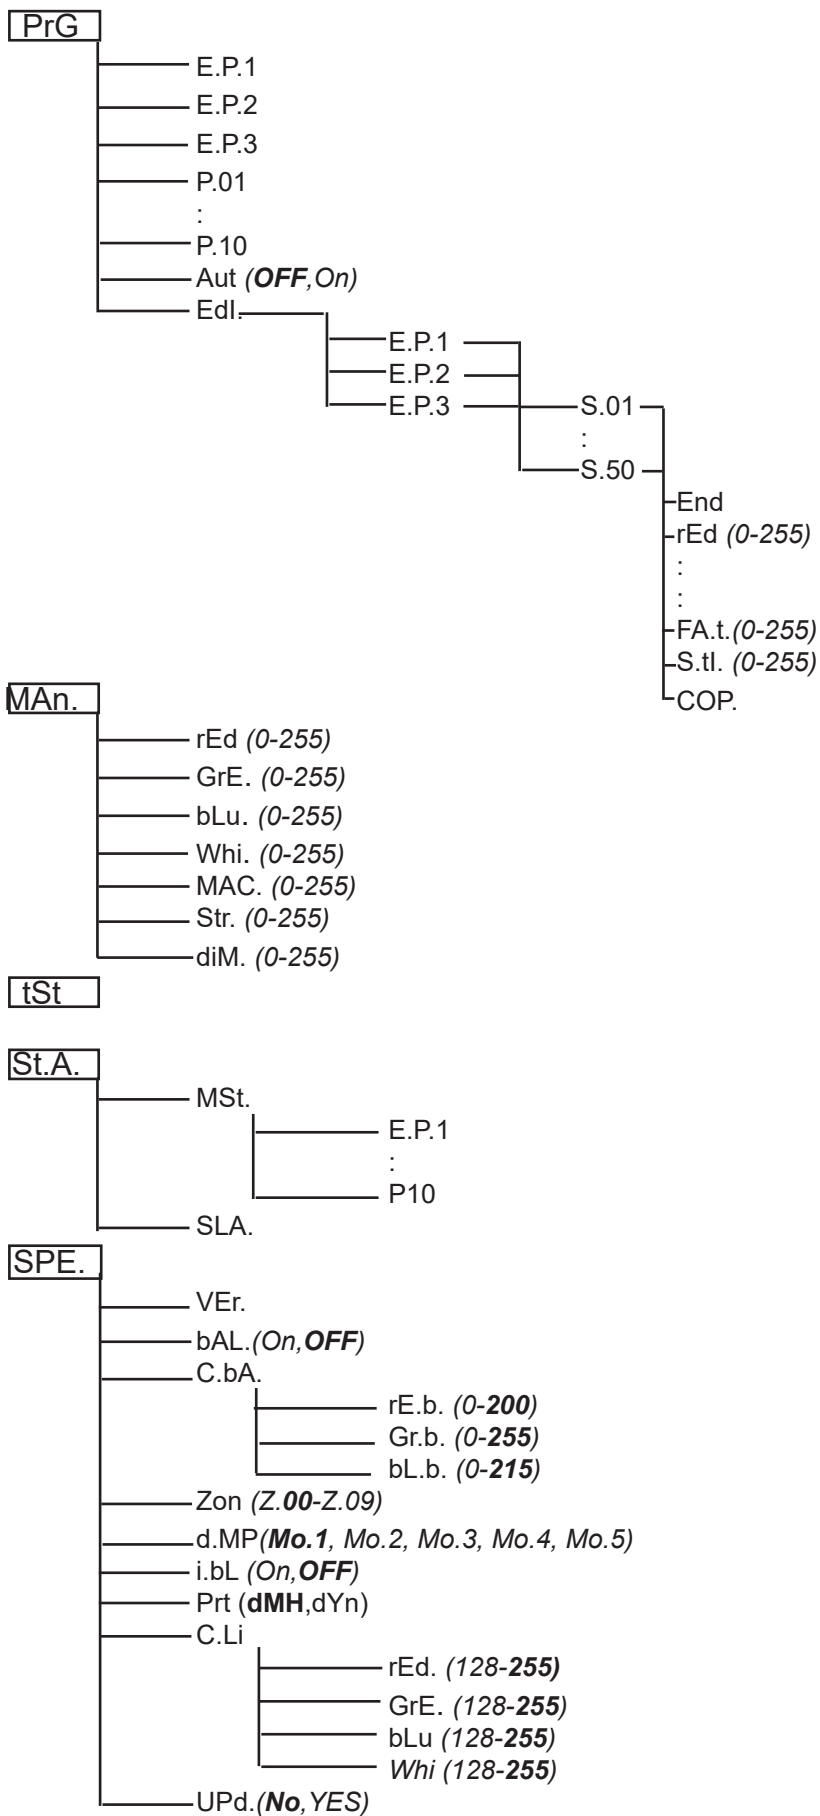 PrG
E.P.1
E.P.2
E.P.3
P.01
:
P.10
Aut (OFF,On)
EdI.
E.P.1
E.P.2
E.P.3
S.01
:
S.50
End
rEd (0-255)
:
:
FA.t.(0-255)
S.tI. (0-255)
COP.
MAn.
rEd (0-255)
GrE. (0-255)
bLu. (0-255)
Whi. (0-255)
MAC. (0-255)
Str. (0-255)
diM. (0-255)
tSt
St.A.
MSt.
E.P.1
:
P10
SLA.
SPE.
VEr.
bAL.(On,OFF)
C.bA.
rE.b. (0-200)
Gr.b. (0-255)
bL.b. (0-215)
Zon (Z.00-Z.09)
d.MP(Mo.1, Mo.2, Mo.3, Mo.4, Mo.5)
i.bL (On,OFF)
Prt (dMH,dYn)
C.Li
rEd. (128-255)
GrE. (128-255)
bLu (128-255)
Whi (128-255)
UPd.(No,YES)